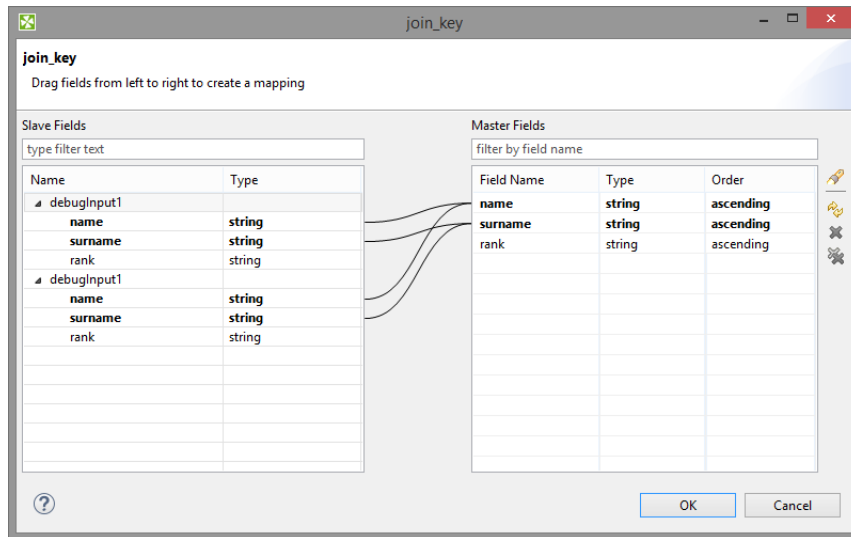 join_key
join_key
Drag fields from left to right to create a mapping
Slave Fields
type filter text
Name Type
debugInput1
name string
surname string
rank string
debugInput1
name string
surname string
rank string
Master Fields
filter by field name
Field Name Type Order
name string ascending
surname string ascending
rank string ascending
OK Cancel